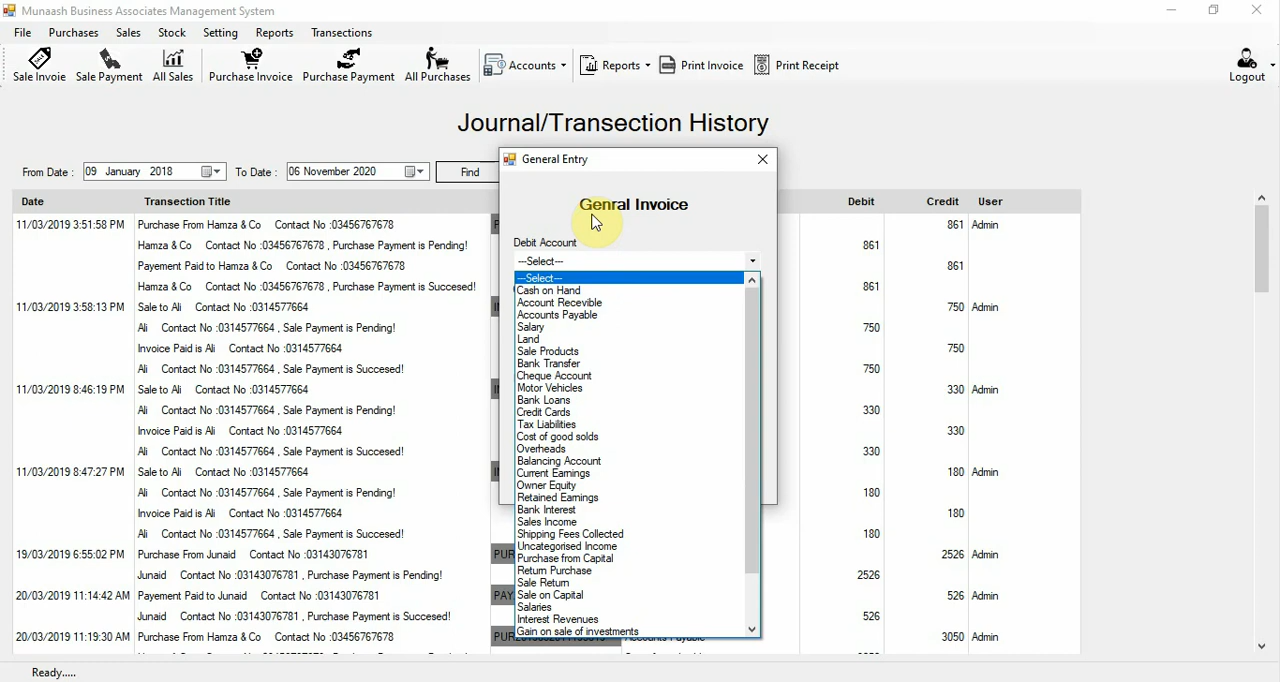 Munaash Business Associates Management System
File Purchases Sales Stock Setting Reports Transactions
Sale Invoie Sale Payment All Sales Purchase Invoice Purchase Payment All Purchases Accounts Reports Print Invoice Print Receipt Logout
Journal/Transection History
From Date : 09 January 2018 To Date : 06 November 2020 Find
General Entry
Genral Invoice
Debit Account
---Select---
---Select---
Cash on Hand
Account Recevible
Accounts Payable
Salary
Land
Sale Products
Bank Transfer
Cheque Account
Motor Vehicles
Bank Loans
Credit Cards
Tax Liabilities
Cost of good solds
Overheads
Balancing Account
Current Earnings
Owner Equity
Retained Earnings
Bank Interest
Sales Income
Shipping Fees Collected
Uncategorised Income
Purchase from Capital
Return Purchase
Sale Return
Sale on Capital
Salaries
Interest Revenues
Gain on sale of investments
Date Transection Title Debit Credit User
11/03/2019 3:51:58 PM Purchase From Hamza & Co Contact No :03456767678 861 Admin
Hamza & Co Contact No :03456767678 , Purchase Payment is Pending! 861
Payement Paid to Hamza & Co Contact No :03456767678 861
Hamza & Co Contact No :03456767678 , Purchase Payment is Succesed! 861
11/03/2019 3:58:13 PM Sale to Ali Contact No :0314577664 750 Admin
Ali Contact No :0314577664 , Sale Payment is Pending! 750
Invoice Paid is Ali Contact No :0314577664 750
Ali Contact No :0314577664 , Sale Payment is Succesed! 750
11/03/2019 8:46:19 PM Sale to Ali Contact No :0314577664 330 Admin
Ali Contact No :0314577664 , Sale Payment is Pending! 330
Invoice Paid is Ali Contact No :0314577664 330
Ali Contact No :0314577664 , Sale Payment is Succesed! 330
11/03/2019 8:47:27 PM Sale to Ali Contact No :0314577664 180 Admin
Ali Contact No :0314577664 , Sale Payment is Pending! 180
Invoice Paid is Ali Contact No :0314577664 180
Ali Contact No :0314577664 , Sale Payment is Succesed! 180
19/03/2019 6:55:02 PM Purchase From Junaid Contact No :03143076781 PUR 2526 Admin
Junaid Contact No :03143076781 , Purchase Payment is Pending! 2526
20/03/2019 11:14:42 AM Payement Paid to Junaid Contact No :03143076781 PAY 526 Admin
Junaid Contact No :03143076781 , Purchase Payment is Succesed! 526
20/03/2019 11:19:30 AM Purchase From Hamza & Co Contact No :03456767678 3050 Admin
Ready.....